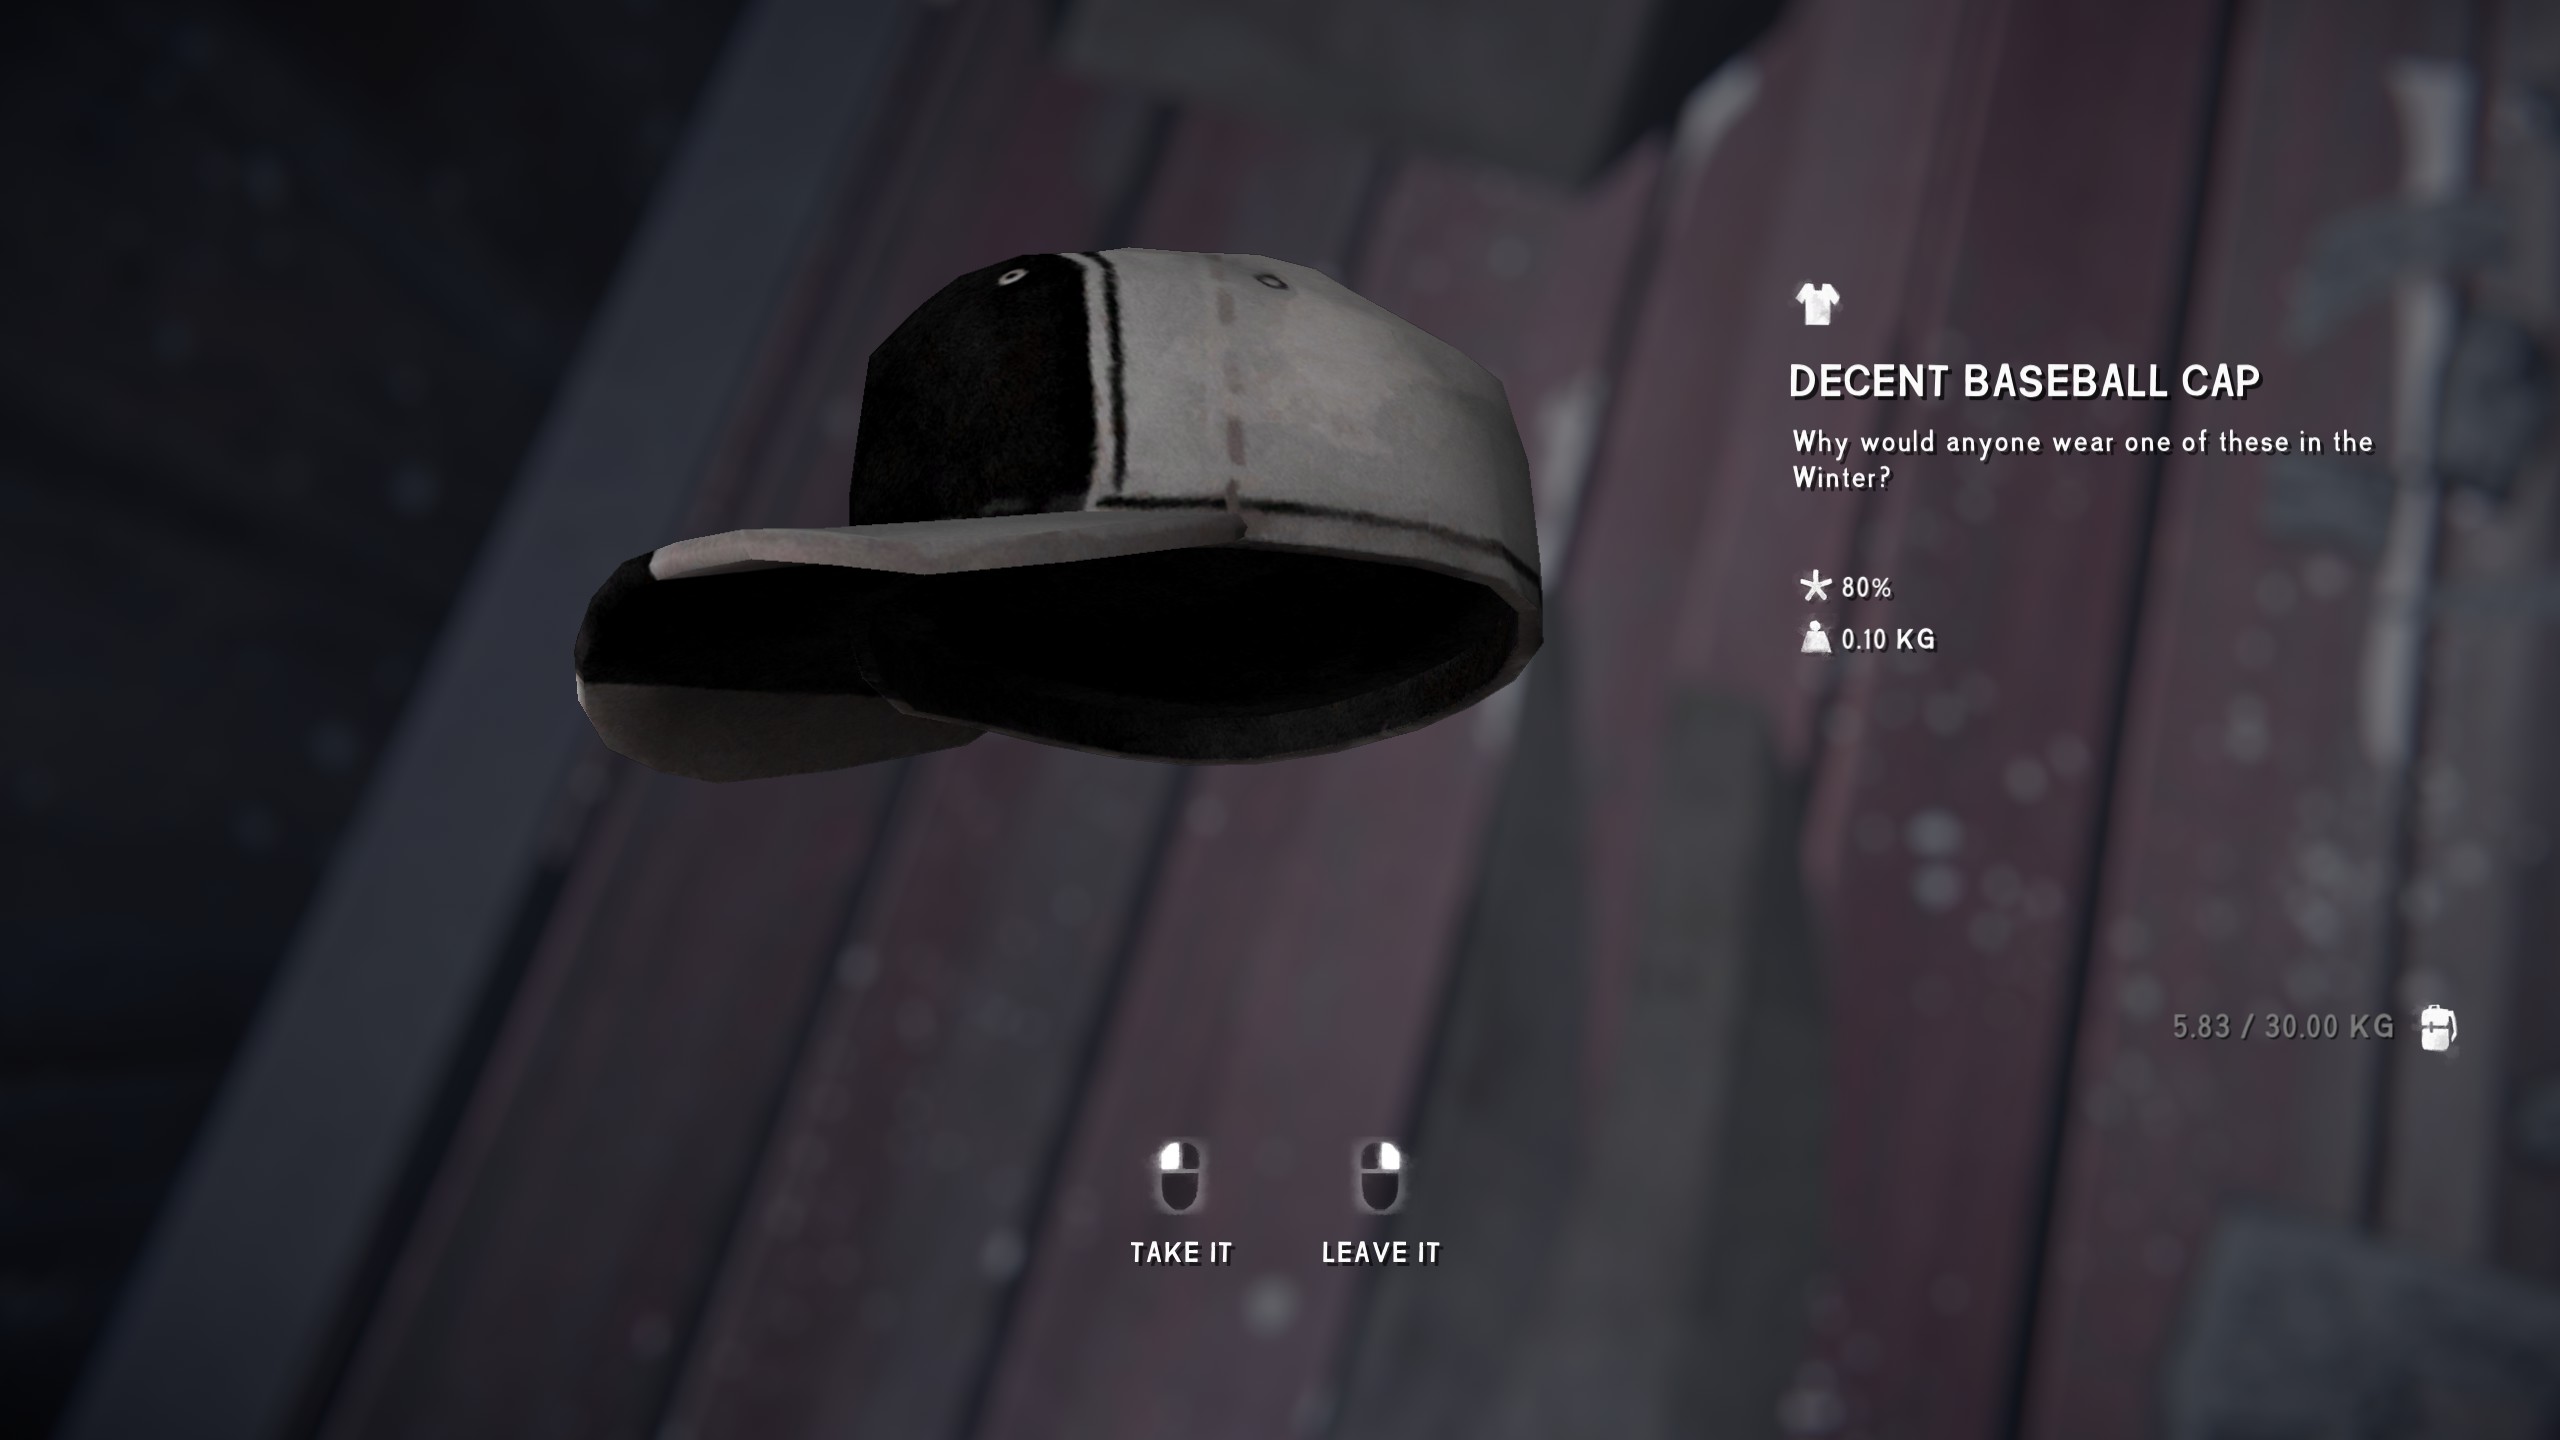 DECENT BASEBALL CAP
Why would anyone wear one of these in the
Winter?
80%
0.10 KG
5.83 / 30.00 KG
TAKE IT
LEAVE IT